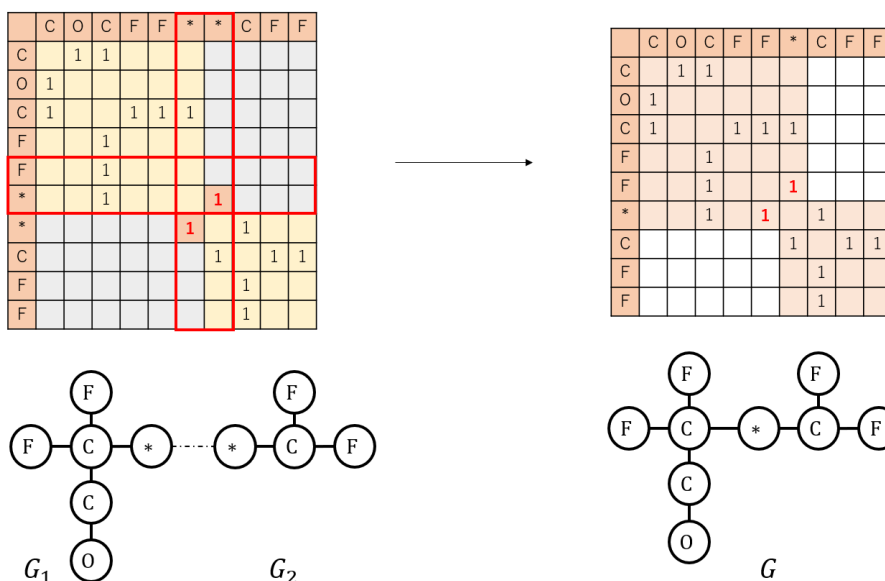 C O C F F * * C F F
C 1 1
O 1
C 1 1 1 1
F 1
F 1
* 1 1
* 1 1
C 1 1 1
F 1
F 1
C O C F F * C F F
C 1 1
O 1
C 1 1 1 1
F 1
F 1 1
* 1 1 1
C 1 1 1
F 1
F 1
F F
F C * * C F
C
O
G₁ G₂
F F
F C * C F
C
O
G